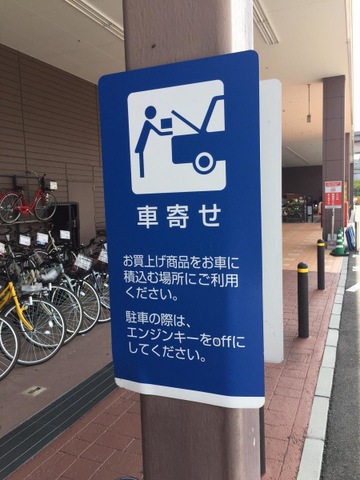 車寄せ
お買上げ商品をお車に
積込む場所にご利用
ください。
駐車の際は、
エンジンキーをoffに
してください。